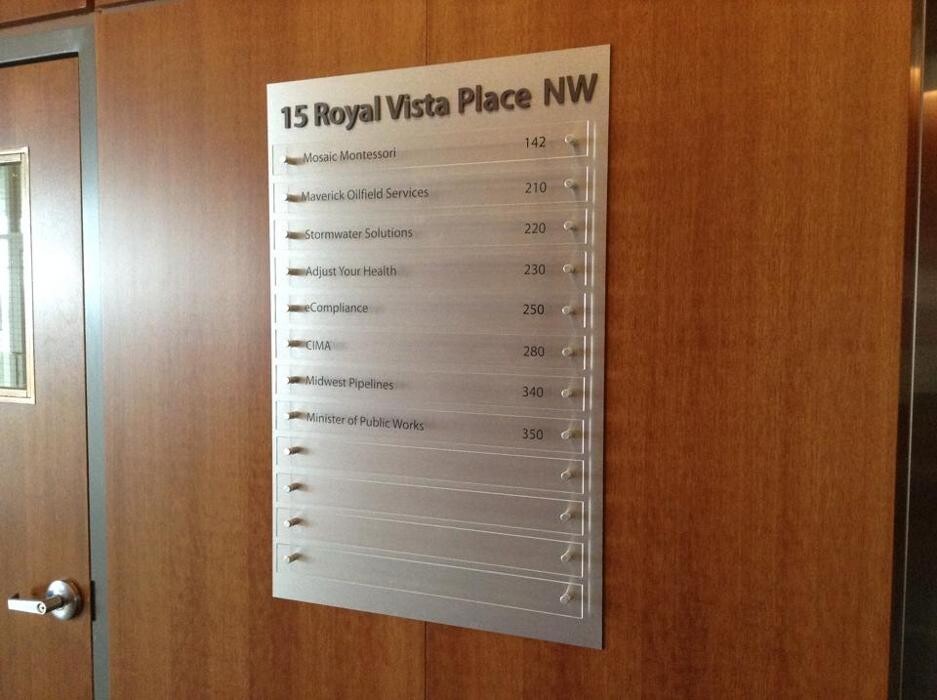 15 Royal Vista Place NW
Mosaic Montessori 142
Maverick Oilfield Services 210
Stormwater Solutions 220
Adjust Your Health 230
eCompliance 250
CIMA 280
Midwest Pipelines 340
Minister of Public Works 350